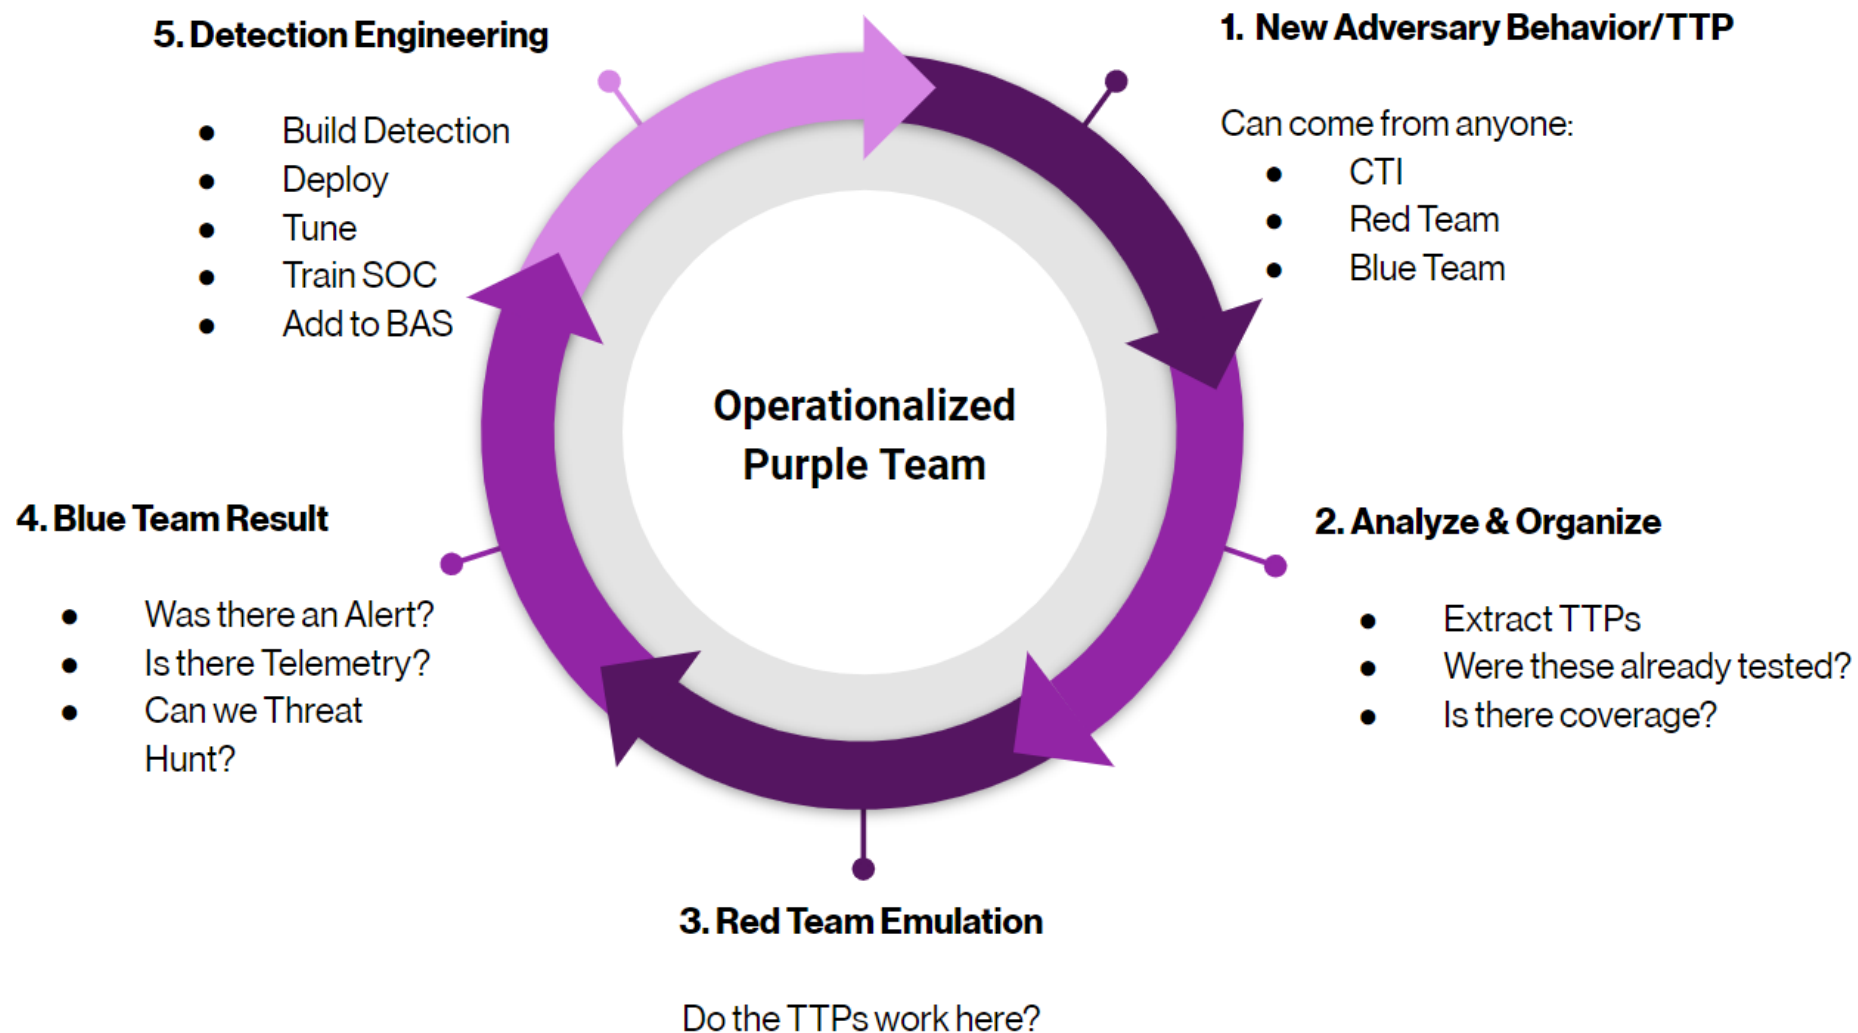 Operationalized
Purple Team
1. New Adversary Behavior/TTP
Can come from anyone:
● CTI
● Red Team
● Blue Team
2. Analyze & Organize
● Extract TTPs
● Were these already tested?
● Is there coverage?
3. Red Team Emulation
Do the TTPs work here?
4. Blue Team Result
● Was there an Alert?
● Is there Telemetry?
● Can we Threat
Hunt?
5. Detection Engineering
● Build Detection
● Deploy
● Tune
● Train SOC
● Add to BAS